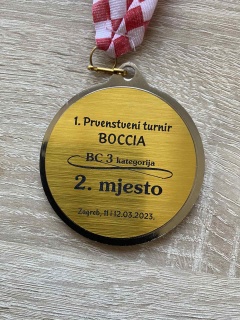 1. Prvenstveni turnir
BOCCIA
BC 3 kategorija
2. mjesto
Zagreb, 11 i 12.03.2023.